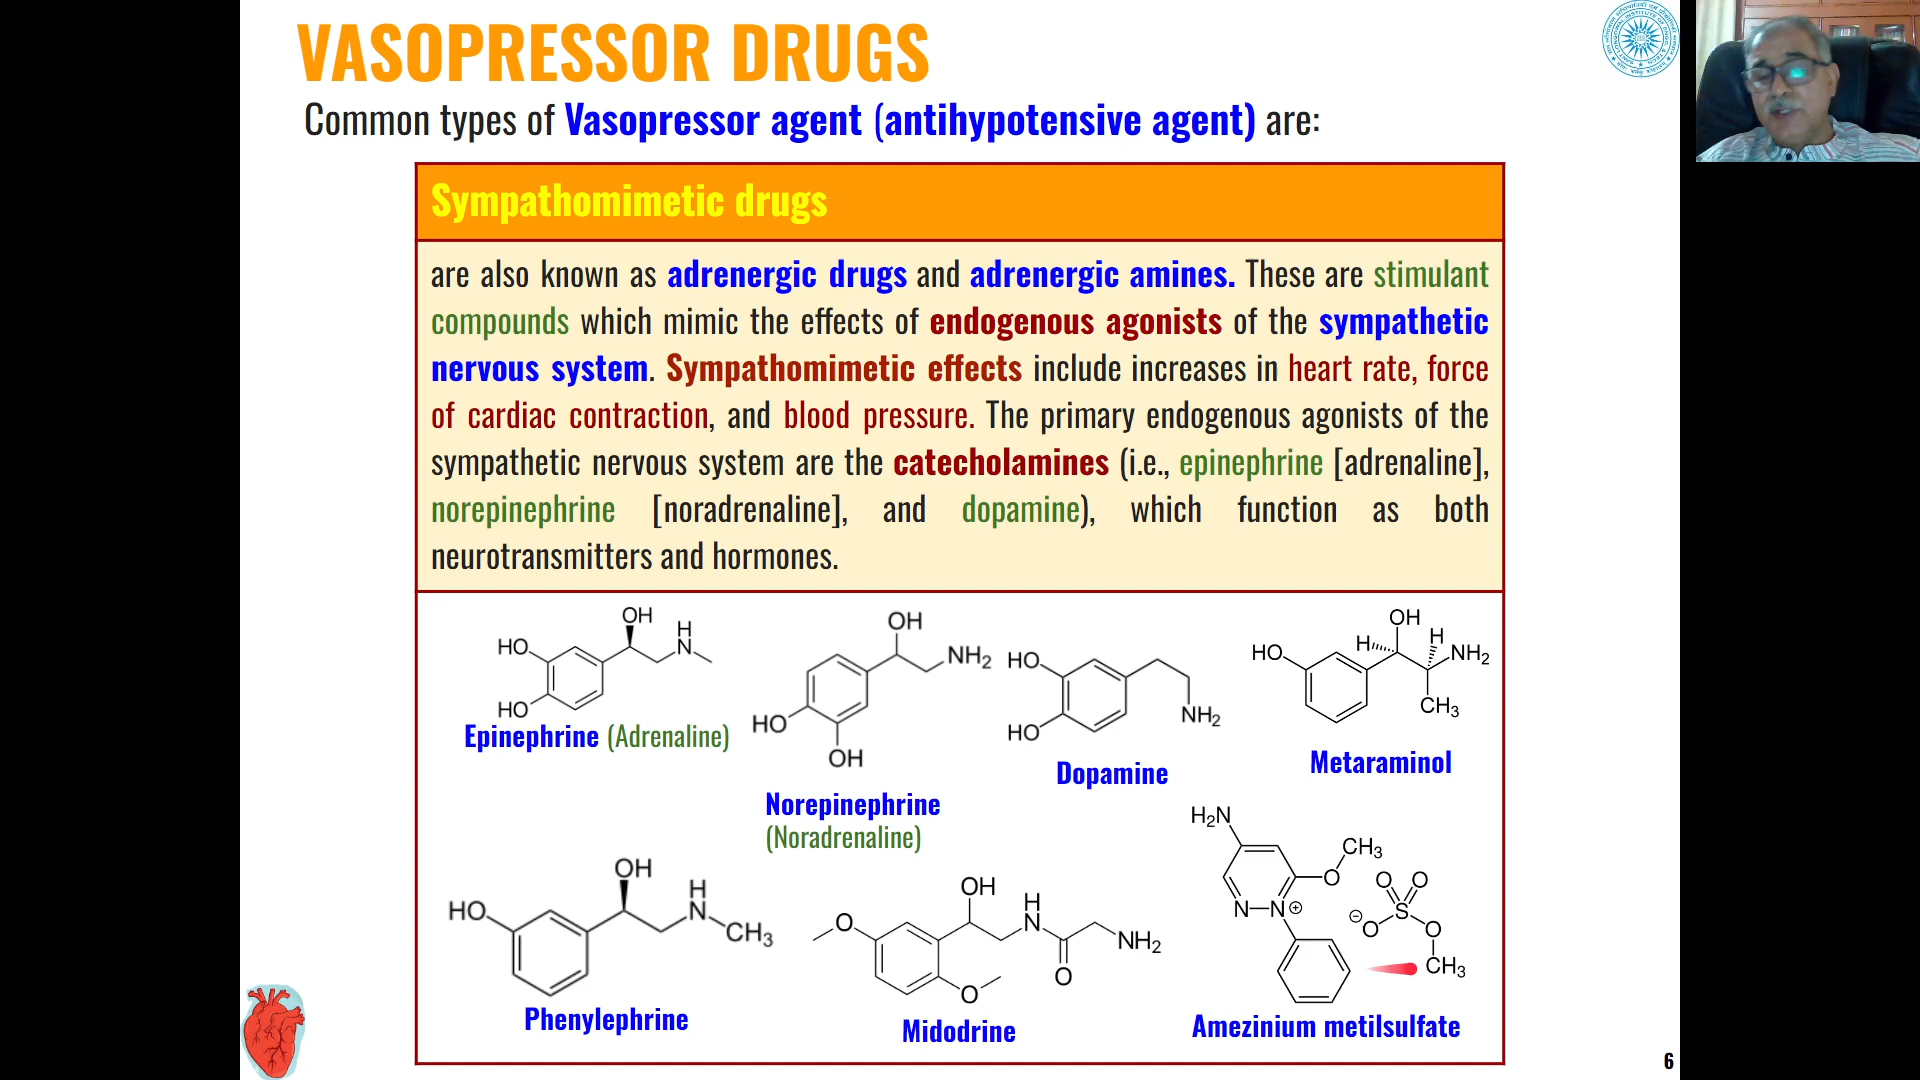 VASOPRESSOR DRUGS
Common types of Vasopressor agent (antihypotensive agent) are:
Sympathomimetic drugs
are also known as adrenergic drugs and adrenergic amines. These are stimulant
compounds which mimic the effects of endogenous agonists of the sympathetic
nervous system. Sympathomimetic effects include increases in heart rate, force
of cardiac contraction, and blood pressure. The primary endogenous agonists of the
sympathetic nervous system are the catecholamines (i.e., epinephrine [adrenaline],
norepinephrine [noradrenaline], and dopamine), which function as both
neurotransmitters and hormones.
OH
HO
H
N
HO
Epinephrine (Adrenaline)
OH
NH2
HO
OH
Norepinephrine
(Noradrenaline)
HO
HO
NH2
Dopamine
OH
HO
H
H
NH2
CH3
Metaraminol
OH
HO
H
N
CH3
Phenylephrine
OH
O
H
N
NH2
O
O
Midodrine
H2N
CH3
O
N
N
⊕
O
O
S
⊖
O
O
CH3
Amezinium metilsulfate
6